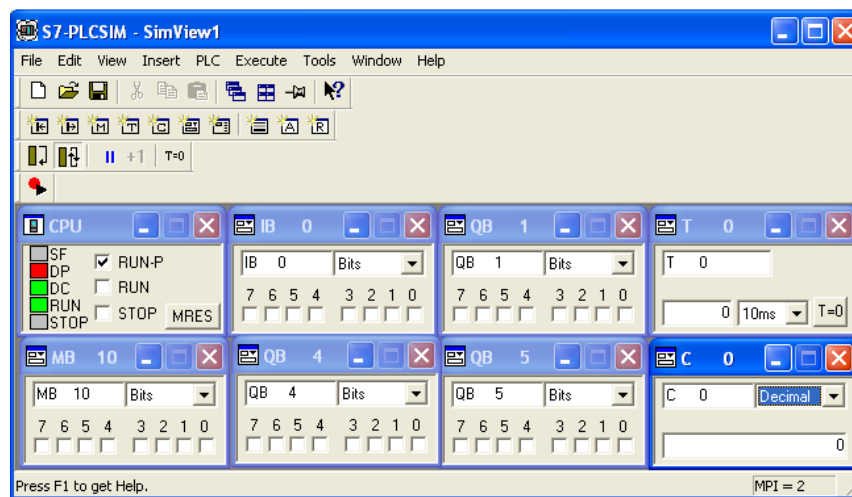 S7-PLCSIM - SimView1
File Edit View Insert PLC Execute Tools Window Help
+1 T=0
CPU
SF
DP
DC
RUN
STOP
RUN-P
RUN
STOP
MRES
IB 0
IB 0 Bits
7 6 5 4 3 2 1 0
QB 1
QB 1 Bits
7 6 5 4 3 2 1 0
T 0
T 0
0 10ms T=0
MB 10
MB 10 Bits
7 6 5 4 3 2 1 0
QB 4
QB 4 Bits
7 6 5 4 3 2 1 0
QB 5
QB 5 Bits
7 6 5 4 3 2 1 0
C 0
C 0 Decimal
0
Press F1 to get Help. MPI = 2